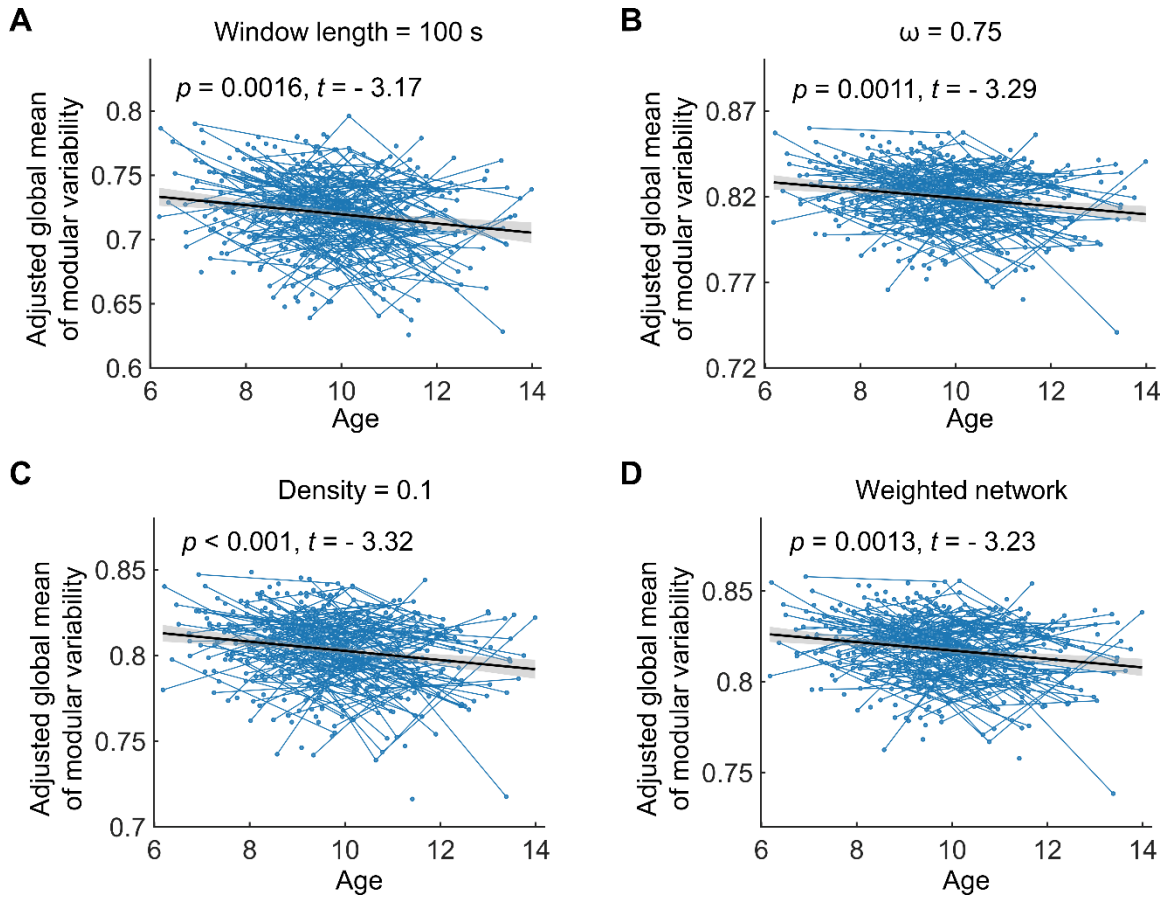 A
Window length = 100 s
p = 0.0016, t = - 3.17
Adjusted global mean
of modular variability
0.8
0.75
0.7
0.65
0.6
6 8 10 12 14
Age
B
ω = 0.75
p = 0.0011, t = - 3.29
Adjusted global mean
of modular variability
0.87
0.82
0.77
0.72
6 8 10 12 14
Age
C
Density = 0.1
p < 0.001, t = - 3.32
Adjusted global mean
of modular variability
0.85
0.8
0.75
0.7
6 8 10 12 14
Age
D
Weighted network
p = 0.0013, t = - 3.23
Adjusted global mean
of modular variability
0.85
0.8
0.75
6 8 10 12 14
Age